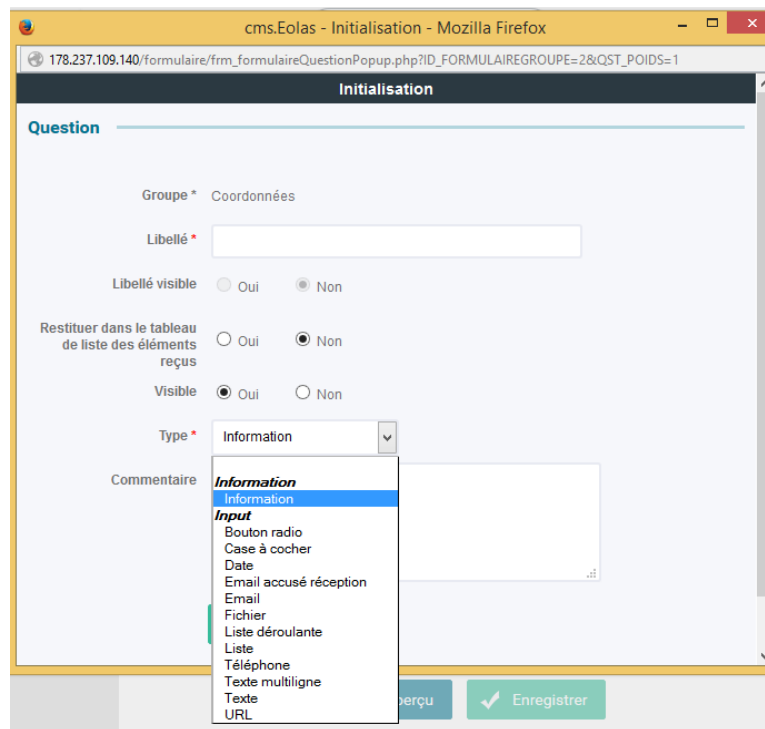 cms.Eolas - Initialisation - Mozilla Firefox
178.237.109.140/formulaire/frm_formulaireQuestionPopup.php?ID_FORMULAIREGROUPE=2&QST_POIDS=1
Initialisation
Question
Groupe * Coordonnées
Libellé *
Libellé visible Oui Non
Restituer dans le tableau
de liste des éléments Oui Non
reçus
Visible Oui Non
Type * Information
Commentaire
Information
Information
Input
Bouton radio
Case à cocher
Date
Email accusé réception
Email
Fichier
Liste déroulante
Liste
Téléphone
Texte multiligne
Texte
URL
Enregistrer